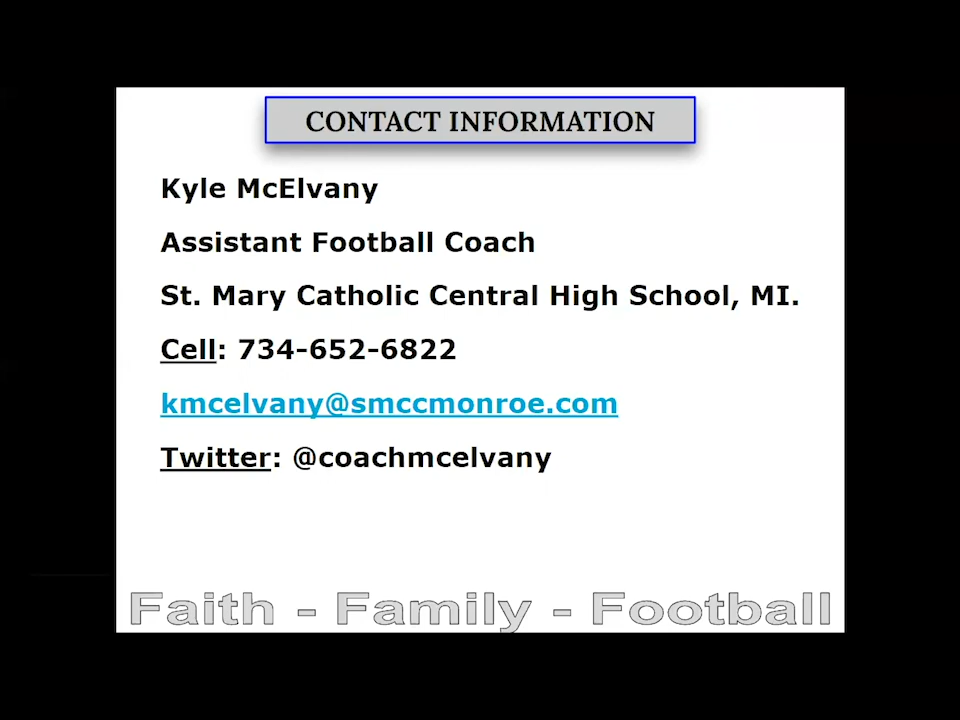 CONTACT INFORMATION
Kyle McElvany
Assistant Football Coach
St. Mary Catholic Central High School, MI.
Cell: 734-652-6822
kmcelvany@smccmonroe.com
Twitter: @coachmcelvany
Faith - Family - Football